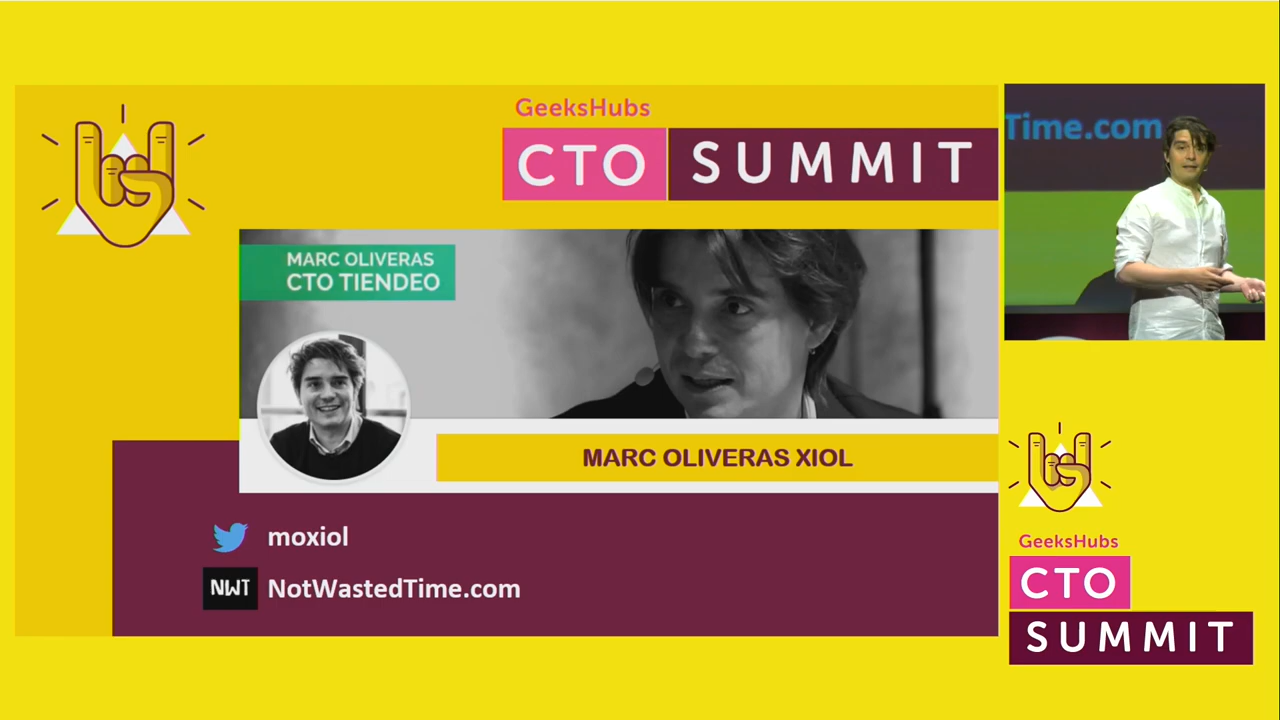 GeeksHubs
CTO SUMMIT
MARC OLIVERAS
CTO TIENDEO
MARC OLIVERAS XIOL
moxiol
NWT NotWastedTime.com
Time.com
GeeksHubs
CTO
SUMMIT